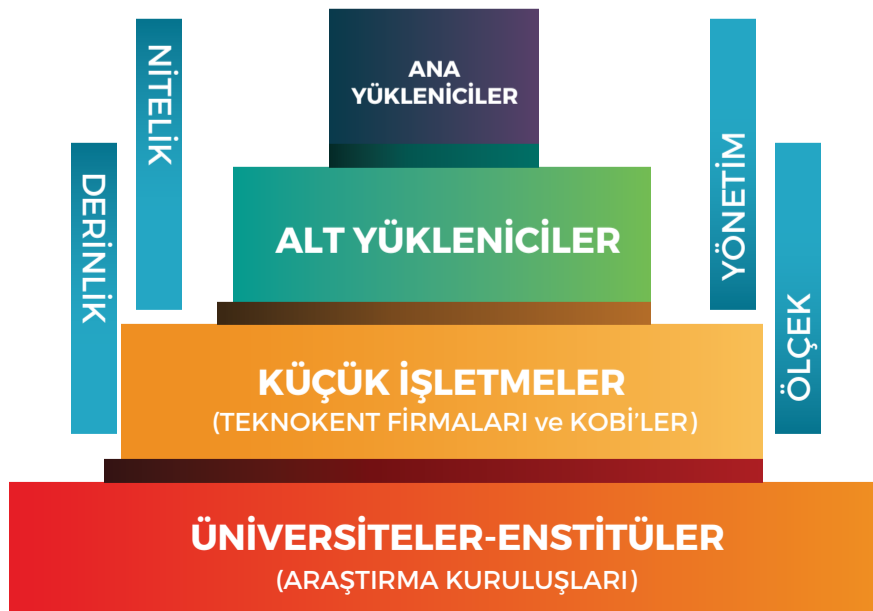 ANA
YÜKLENİCİLER
NİTELİK
DERİNLİK
YÖNETİM
ÖLÇEK
ALT YÜKLENİCİLER
KÜÇÜK İŞLETMELER
(TEKNOKENT FİRMALARI ve KOBİ’LER)
ÜNİVERSİTELER-ENSTİTÜLER
(ARAŞTIRMA KURULUŞLARI)